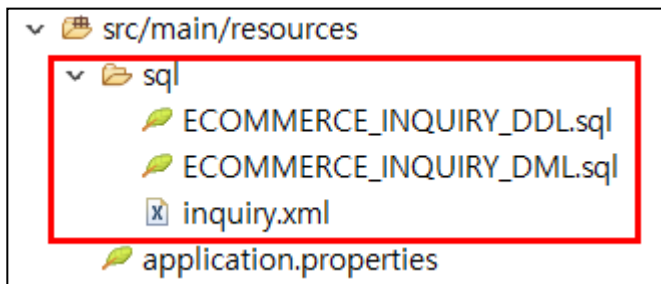 src/main/resources
sql
ECOMMERCE_INQUIRY_DDL.sql
ECOMMERCE_INQUIRY_DML.sql
inquiry.xml
application.properties